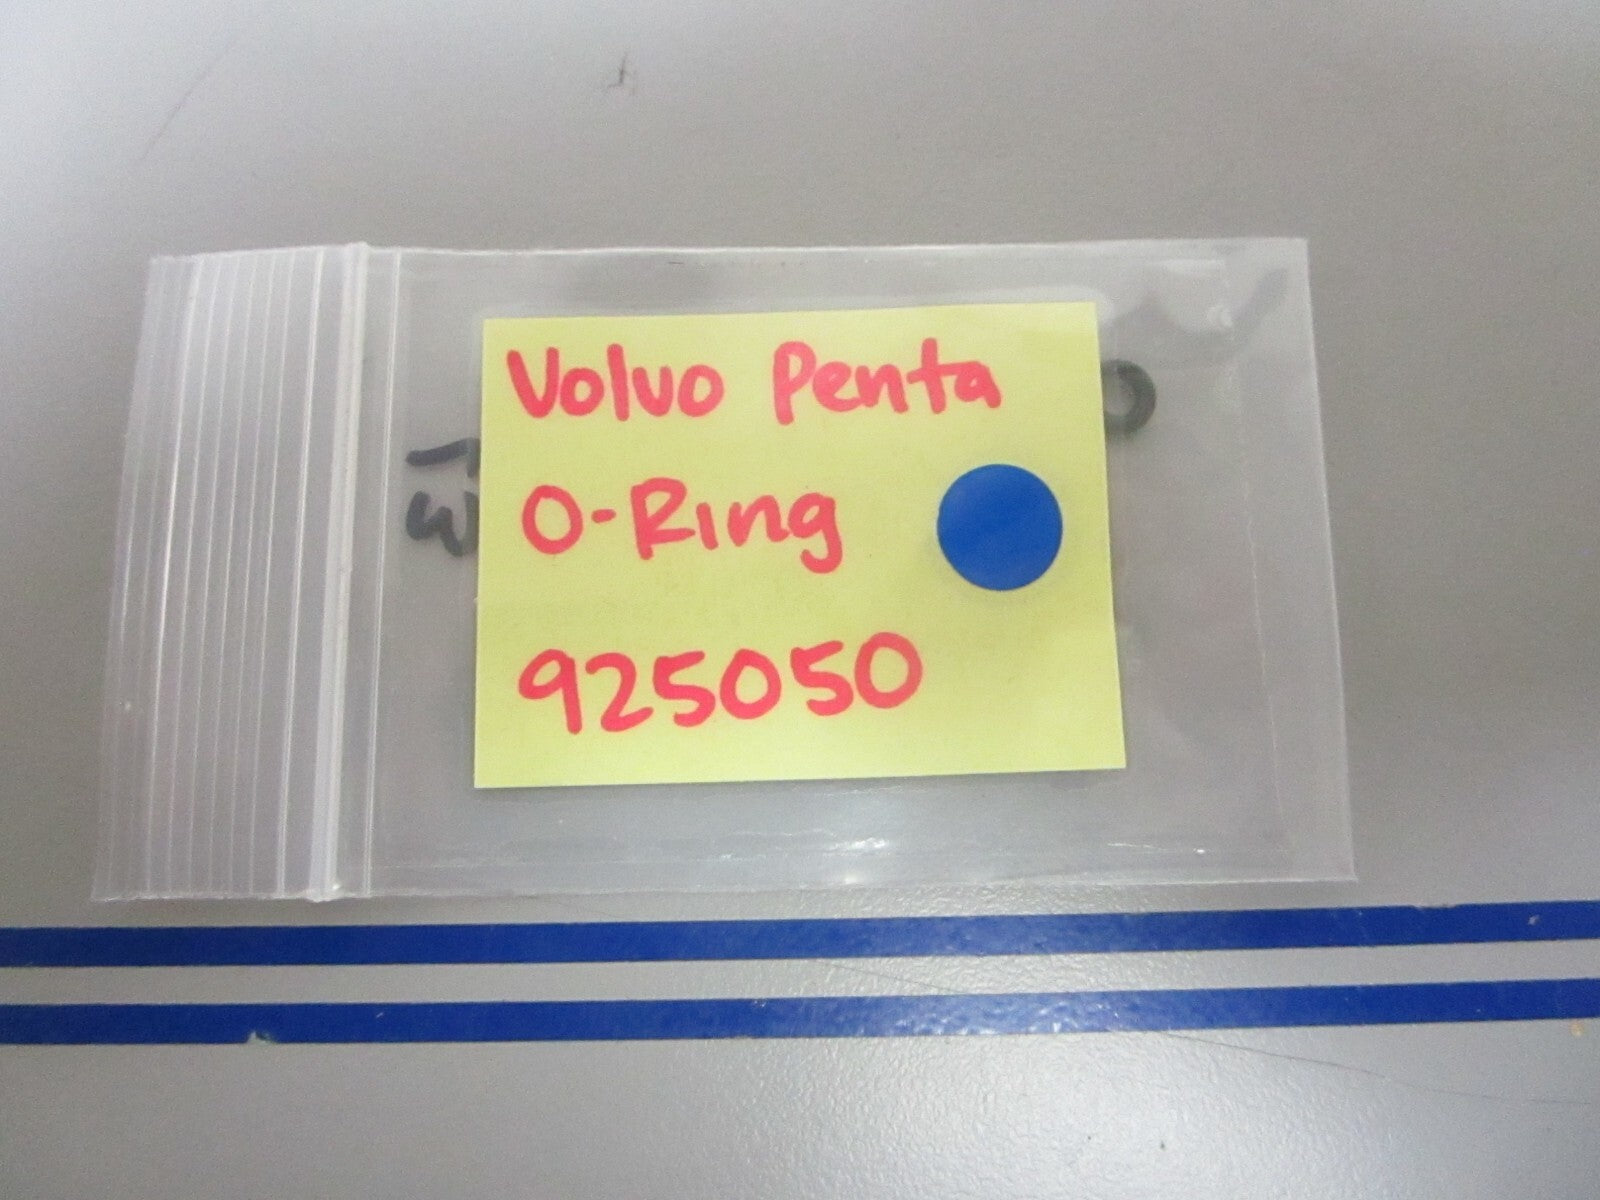 Volvo Penta
O-Ring
925050